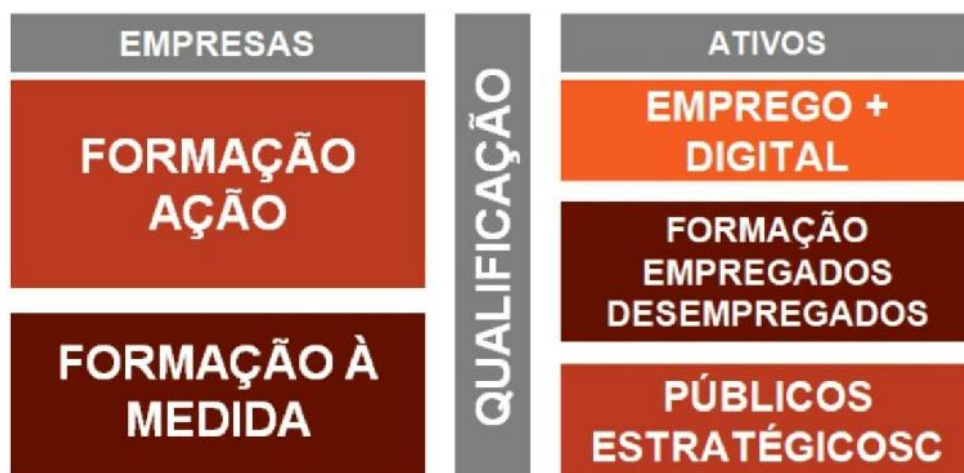 EMPRESAS
FORMAÇÃO
AÇÃO
FORMAÇÃO À
MEDIDA
QUALIFICAÇÃO
ATIVOS
EMPREGO +
DIGITAL
FORMAÇÃO
EMPREGADOS
DESEMPREGADOS
PÚBLICOS
ESTRATÉGICOSC